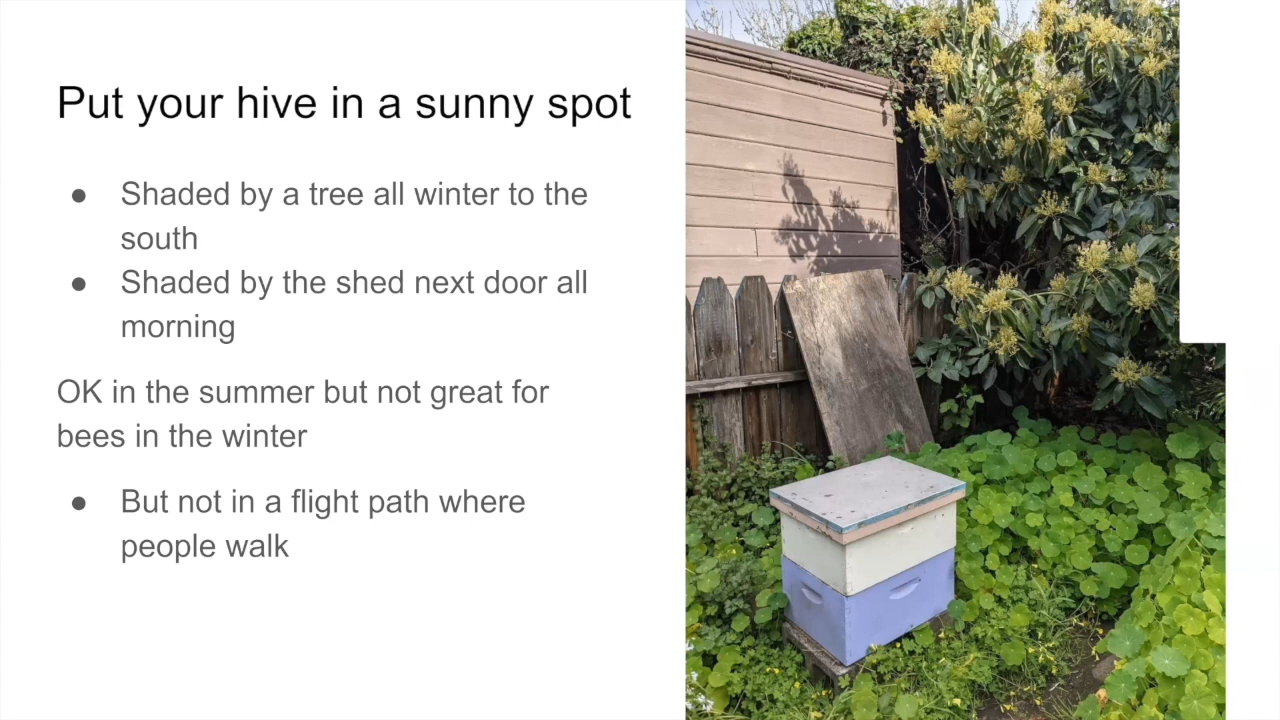 Put your hive in a sunny spot
● Shaded by a tree all winter to the
south
● Shaded by the shed next door all
morning
OK in the summer but not great for
bees in the winter
● But not in a flight path where
people walk